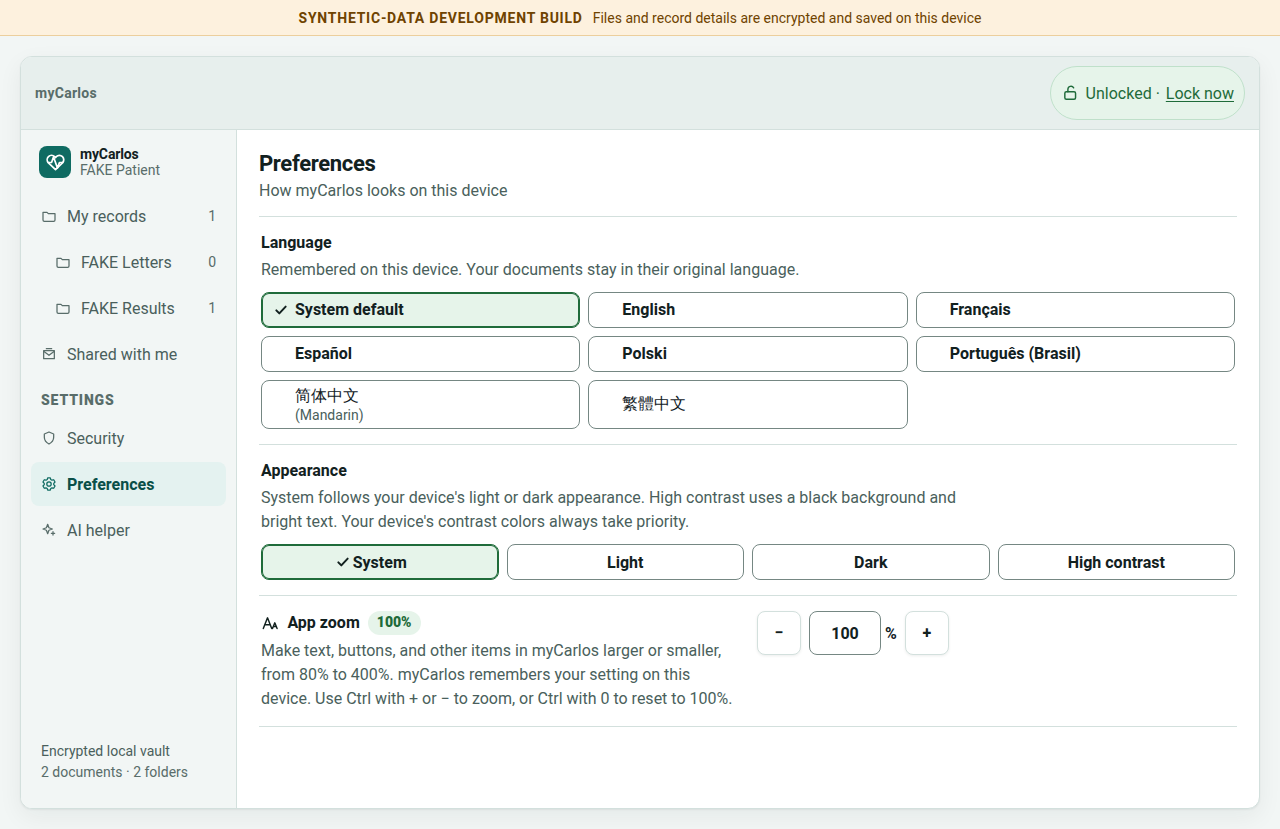 SYNTHETIC-DATA DEVELOPMENT BUILD Files and record details are encrypted and saved on this device
myCarlos
Unlocked · Lock now
myCarlos
FAKE Patient
My records 1
FAKE Letters 0
FAKE Results 1
Shared with me
SETTINGS
Security
Preferences
AI helper
Encrypted local vault
2 documents · 2 folders
Preferences
How myCarlos looks on this device
Language
Remembered on this device. Your documents stay in their original language.
System default
English
Français
Español
Polski
Português (Brasil)
简体中文
(Mandarin)
繁體中文
Appearance
System follows your device's light or dark appearance. High contrast uses a black background and
bright text. Your device's contrast colors always take priority.
System
Light
Dark
High contrast
App zoom 100%
Make text, buttons, and other items in myCarlos larger or smaller,
from 80% to 400%. myCarlos remembers your setting on this
device. Use Ctrl with + or − to zoom, or Ctrl with 0 to reset to 100%.
− 100 % +